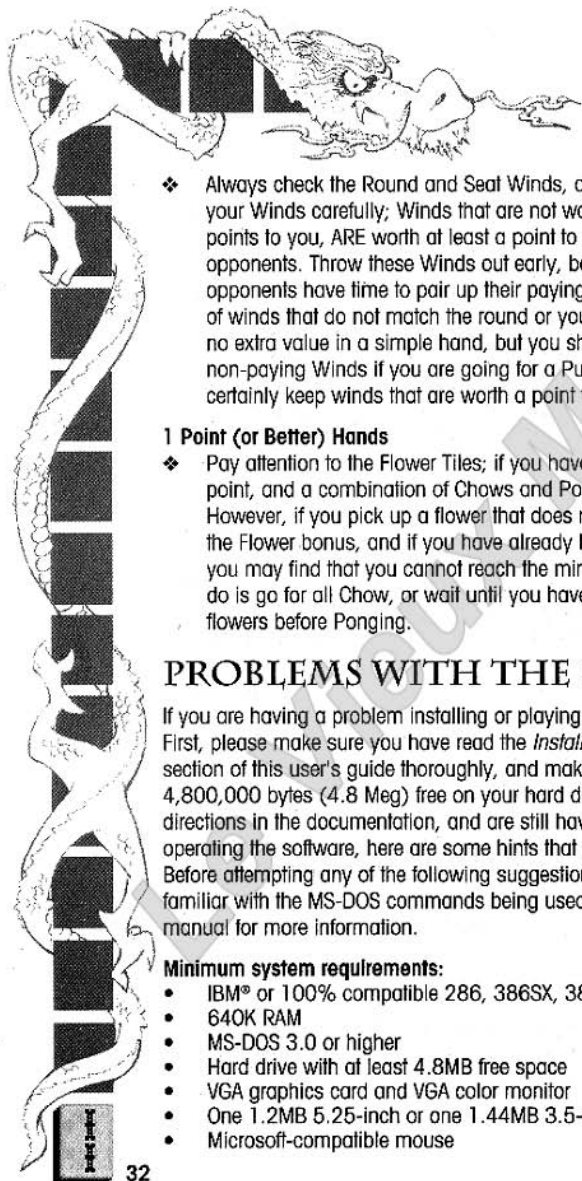 ❖ Always check the Round and Seat Winds, a
your Winds carefully; Winds that are not wo
points to you, ARE worth at least a point to
opponents. Throw these Winds out early, be
opponents have time to pair up their paying
of winds that do not match the round or you
no extra value in a simple hand, but you sh
non-paying Winds if you are going for a Pu
certainly keep winds that are worth a point
1 Point (or Better) Hands
❖ Pay attention to the Flower Tiles; if you have
point, and a combination of Chows and Po
However, if you pick up a flower that does
the Flower bonus, and if you have already
you may find that you cannot reach the min
do is go for all Chow, or wait until you have
flowers before Ponging.
PROBLEMS WITH THE
If you are having a problem installing or playing
First, please make sure you have read the Install
section of this user's guide thoroughly, and mak
4,800,000 bytes (4.8 Meg) free on your hard d
directions in the documentation, and are still hav
operating the software, here are some hints that
Before attempting any of the following suggestion
familiar with the MS-DOS commands being used
manual for more information.
Minimum system requirements:
• IBM® or 100% compatible 286, 386SX, 38
• 640K RAM
• MS-DOS 3.0 or higher
• Hard drive with at least 4.8MB free space
• VGA graphics card and VGA color monitor
• One 1.2MB 5.25-inch or one 1.44MB 3.5-
• Microsoft-compatible mouse
32
Le Vieux M